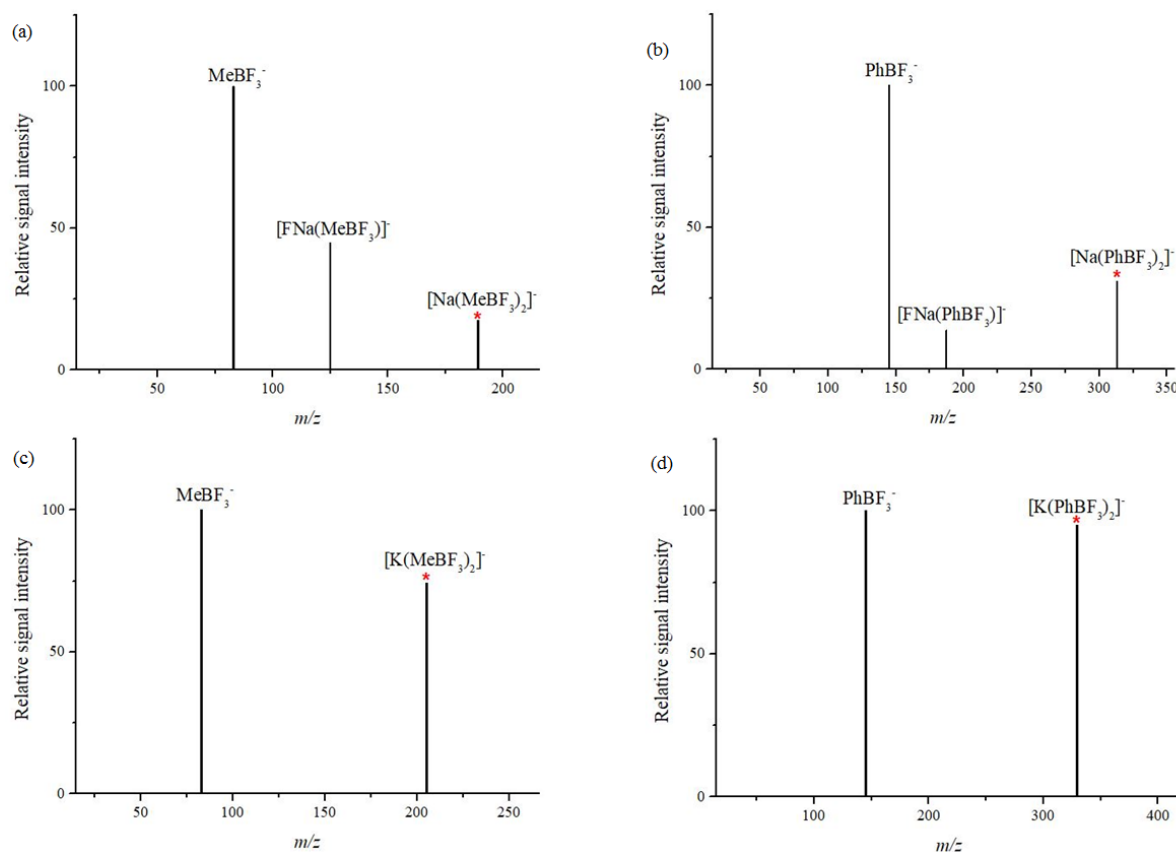 (a)
MeBF₃⁻
[FNa(MeBF₃)]⁻
[Na(MeBF₃)₂]⁻
*
Relative signal intensity
100
50
0
50 100 150 200
m/z
(b)
PhBF₃⁻
[Na(PhBF₃)₂]⁻
*
[FNa(PhBF₃)]⁻
Relative signal intensity
100
50
0
50 100 150 200 250 300 350
m/z
(c)
MeBF₃⁻
[K(MeBF₃)₂]⁻
*
Relative signal intensity
100
50
0
50 100 150 200 250
m/z
(d)
PhBF₃⁻
[K(PhBF₃)₂]⁻
*
Relative signal intensity
100
50
0
100 200 300 400
m/z